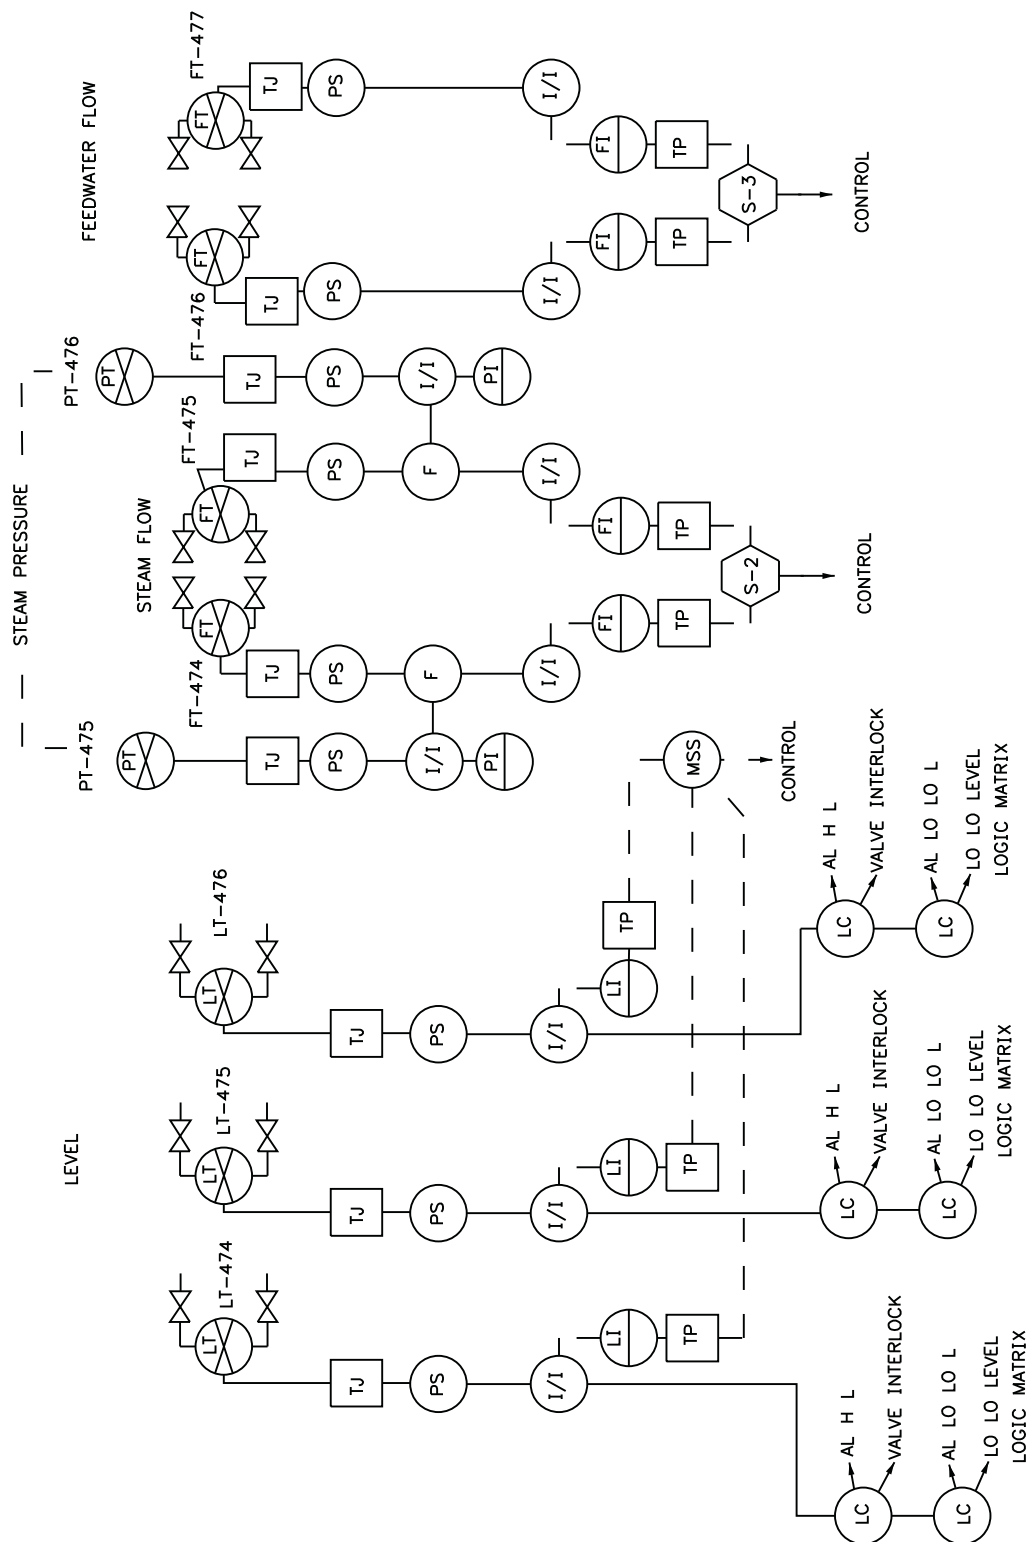 LEVEL
STEAM PRESSURE
STEAM FLOW
FEEDWATER FLOW
LT-474
LT
TJ
PS
I/I
LI
TP
LC
AL H L
VALVE INTERLOCK
LC
AL LO LO L
LO LO LEVEL
LOGIC MATRIX
LT-475
LT
TJ
PS
I/I
LI
TP
LC
AL H L
VALVE INTERLOCK
LC
AL LO LO L
LO LO LEVEL
LOGIC MATRIX
LT-476
LT
TJ
PS
I/I
LI
TP
LC
AL H L
VALVE INTERLOCK
LC
AL LO LO L
LO LO LEVEL
LOGIC MATRIX
MSS
CONTROL
PT-475
PT
TJ
PS
I/I
PI
FT-474
FT
TJ
PS
F
I/I
FI
TP
FT-475
FT
TJ
PS
F
I/I
FI
TP
S-2
CONTROL
PT-476
PT
TJ
PS
I/I
PI
FT-476
FT
TJ
PS
I/I
FI
TP
FT-477
FT
TJ
PS
I/I
FI
TP
S-3
CONTROL